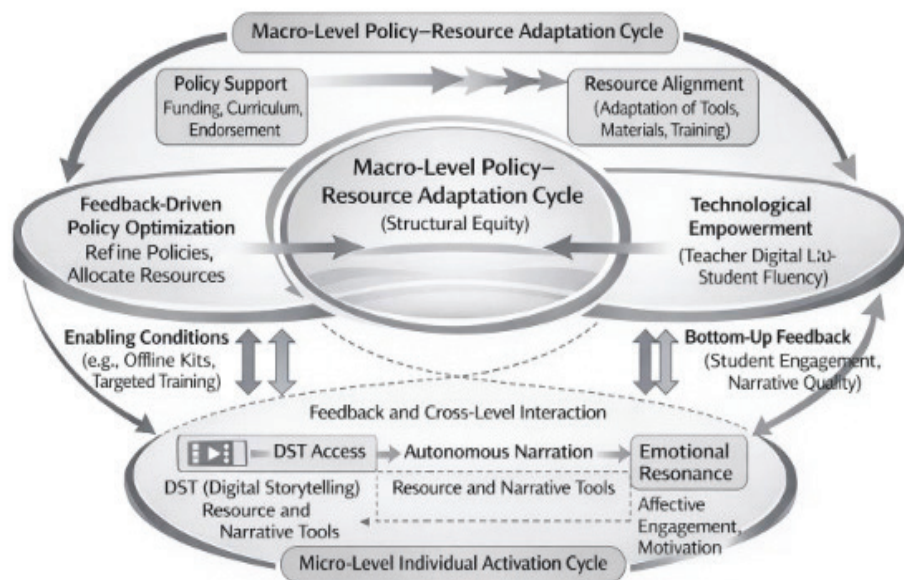 Macro-Level Policy–Resource Adaptation Cycle
Policy Support
Funding, Curriculum,
Endorsement
Resource Alignment
(Adaptation of Tools,
Materials, Training)
Macro-Level Policy–
Resource Adaptation Cycle
(Structural Equity)
Feedback-Driven
Policy Optimization
Refine Policies,
Allocate Resources
Technological
Empowerment
(Teacher Digital
Student Fluency)
Enabling Conditions
(e.g., Offline Kits,
Targeted Training)
Bottom-Up Feedback
(Student Engagement,
Narrative Quality)
Feedback and Cross-Level Interaction
DST Access
Autonomous Narration
Emotional
Resonance
DST (Digital Storytelling)
Resource and
Narrative Tools
Resource and Narrative Tools
Affective
Engagement,
Motivation
Micro-Level Individual Activation Cycle